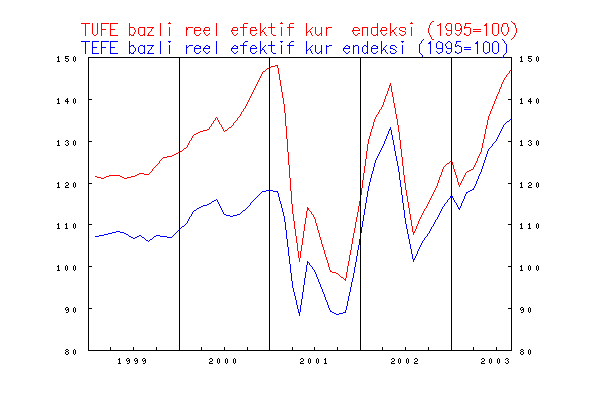 TUFE bazli reel efektif kur endeksi (1995=100)
TEFE bazli reel efektif kur endeksi (1995=100)
150 150
140 140
130 130
120 120
110 110
100 100
90 90
80 80
1999 2000 2001 2002 2003